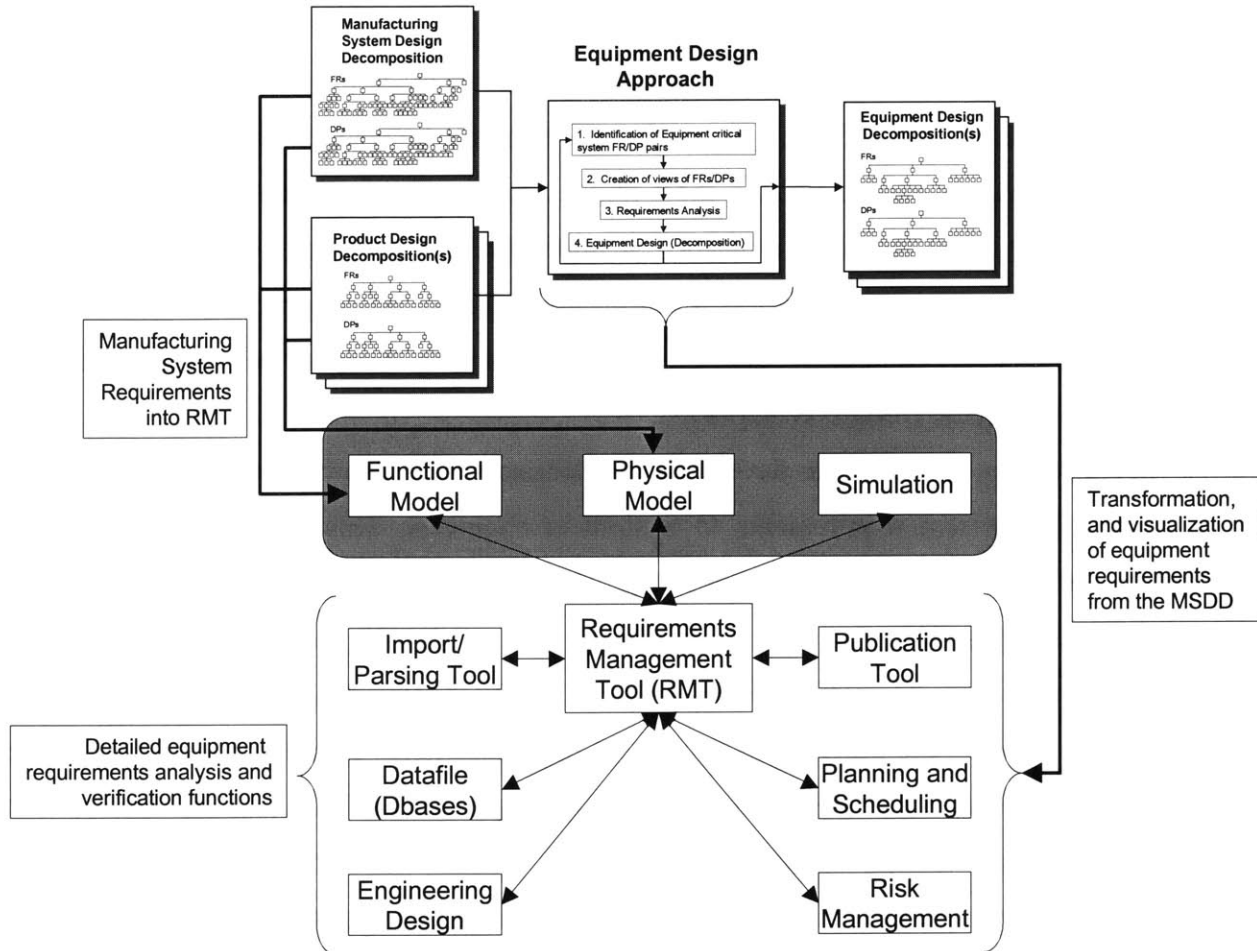 Manufacturing
System Design
Decomposition
FRs
DPs
Equipment Design
Approach
1. Identification of Equipment critical
system FR/DP pairs
2. Creation of views of FRs/DPs
3. Requirements Analysis
4. Equipment Design (Decomposition)
Equipment Design
Decomposition(s)
FRs
DPs
Product Design
Decomposition(s)
FRs
DPs
Manufacturing
System
Requirements
into RMT
Functional
Model
Physical
Model
Simulation
Transformation,
and visualization
of equipment
requirements
from the MSDD
Import/
Parsing Tool
Requirements
Management
Tool (RMT)
Publication
Tool
Detailed equipment
requirements analysis and
verification functions
Datafile
(Dbases)
Planning and
Scheduling
Engineering
Design
Risk
Management